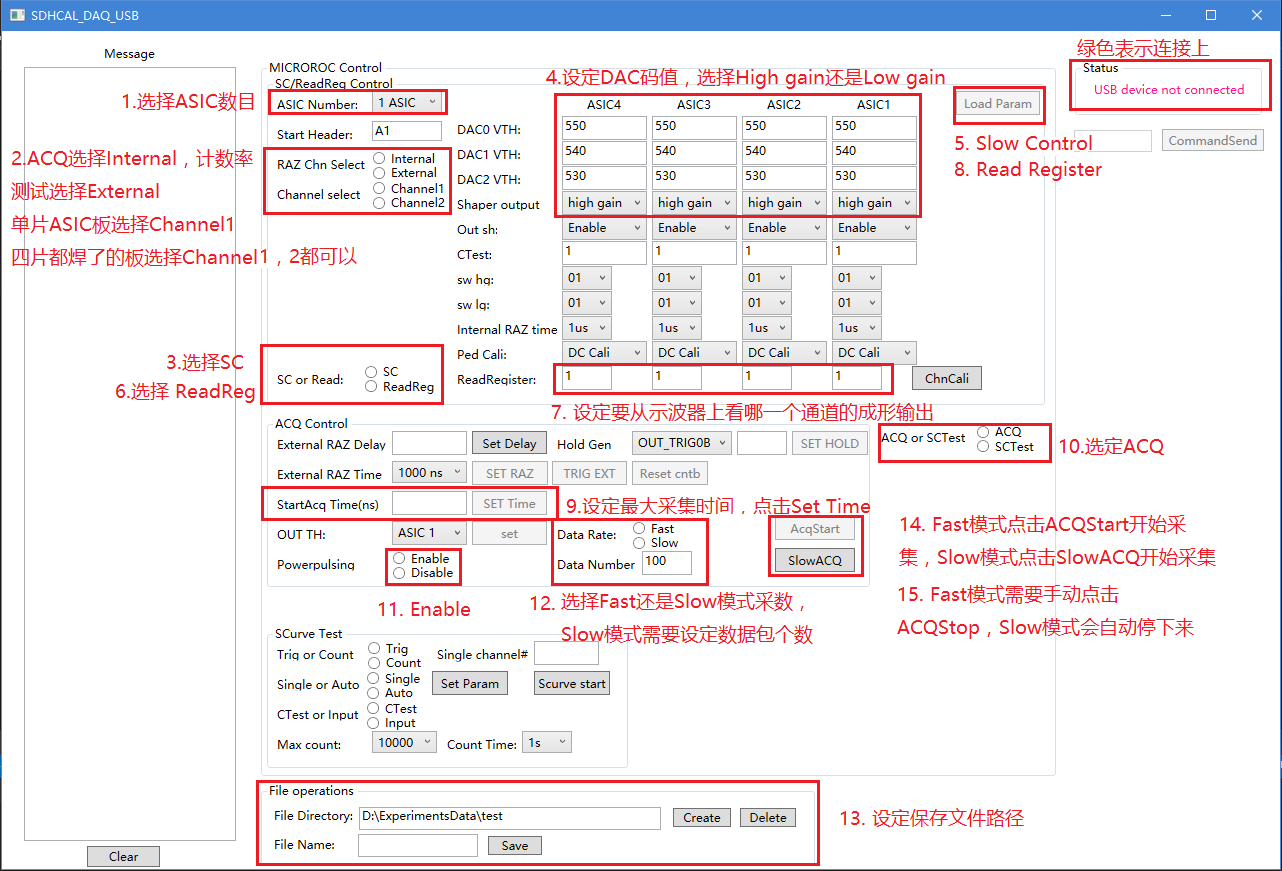 SDHCAL_DAQ_USB
Message
Clear
MICROROC Control
SC/ReadReg Control
1.选择ASIC数目
ASIC Number: 1 ASIC
Start Header: A1
2.ACQ选择Internal，计数率
测试选择External
单片ASIC板选择Channel1
四片都焊了的板选择Channel1，2都可以
RAZ Chn Select
Internal
External
Channel select
Channel1
Channel2
3.选择SC
6.选择 ReadReg
SC or Read:
SC
ReadReg
4.设定DAC码值，选择High gain还是Low gain
ASIC4 ASIC3 ASIC2 ASIC1
DAC0 VTH: 550 550 550 550
DAC1 VTH: 540 540 540 540
DAC2 VTH: 530 530 530 530
Shaper output high gain high gain high gain high gain
Out sh: Enable Enable Enable Enable
CTest: 1 1 1 1
sw hg: 01 01 01 01
sw lg: 01 01 01 01
Internal RAZ time 1us 1us 1us 1us
Ped Cali: DC Cali DC Cali DC Cali DC Cali
ReadRegister: 1 1 1 1
ChnCali
7. 设定要从示波器上看哪一个通道的成形输出
Load Param
5. Slow Control
8. Read Register
绿色表示连接上
Status
USB device not connected
CommandSend
ACQ Control
External RAZ Delay Set Delay Hold Gen OUT_TRIG0B SET HOLD
External RAZ Time 1000 ns SET RAZ TRIG EXT Reset cntb
StartAcq Time(ns) SET Time
9.设定最大采集时间，点击Set Time
OUT TH: ASIC 1 set
Powerpulsing
Enable
Disable
11. Enable
Data Rate:
Fast
Slow
Data Number 100
12. 选择Fast还是Slow模式采数，
Slow模式需要设定数据包个数
AcqStart
SlowACQ
ACQ or SCTest
ACQ
SCTest
10.选定ACQ
14. Fast模式点击ACQStart开始采
集，Slow模式点击SlowACQ开始采集
15. Fast模式需要手动点击
ACQStop，Slow模式会自动停下来
SCurve Test
Trig or Count
Trig
Count
Single channel#
Single or Auto
Single
Auto
Set Param Scurve start
CTest or Input
CTest
Input
Max count: 10000 Count Time: 1s
File operations
File Directory: D:\ExperimentsData\test Create Delete
File Name: Save
13. 设定保存文件路径